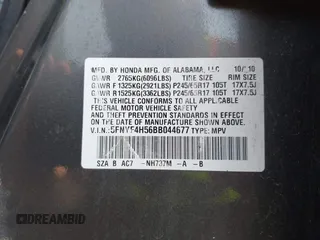 MFD. BY HONDA MFG. OF ALABAMA, LLC 10/10
GVWR 2765KG(6096LBS) TIRE SIZE RIM SIZE
GAWR F 1325KG(2921LBS) P245/65R17 105T 17X7.5J
GAWR R 1525KG(3362LBS) P245/65R17 105T 17X7.5J
THIS VEHICLE CONFORMS TO ALL APPLICABLE
FEDERAL MOTOR VEHICLE SAFETY
AND THEFT PREVENTION STANDARDS IN EFFECT
ON THE DATE OF MANUFACTURE SHOWN ABOVE.
V.I.N.: 5FNYF4H56BB044677 TYPE: MPV
SZA B AC7 -NH737M -A -B